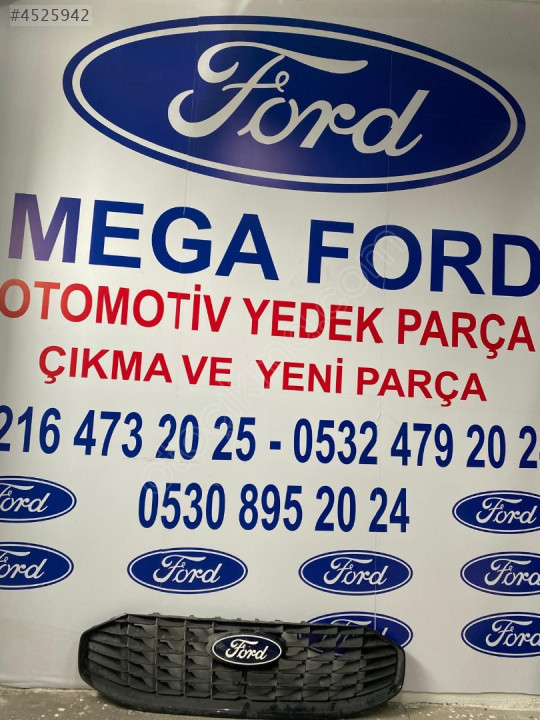 #4525942
Ford
MEGA FORD
OTOMOTİV YEDEK PARÇA
ÇIKMA VE YENİ PARÇA
216 473 20 25 - 0532 479 20 2
0530 895 20 24
Ford Ford
Ford Ford Ford Ford
Ford Ford